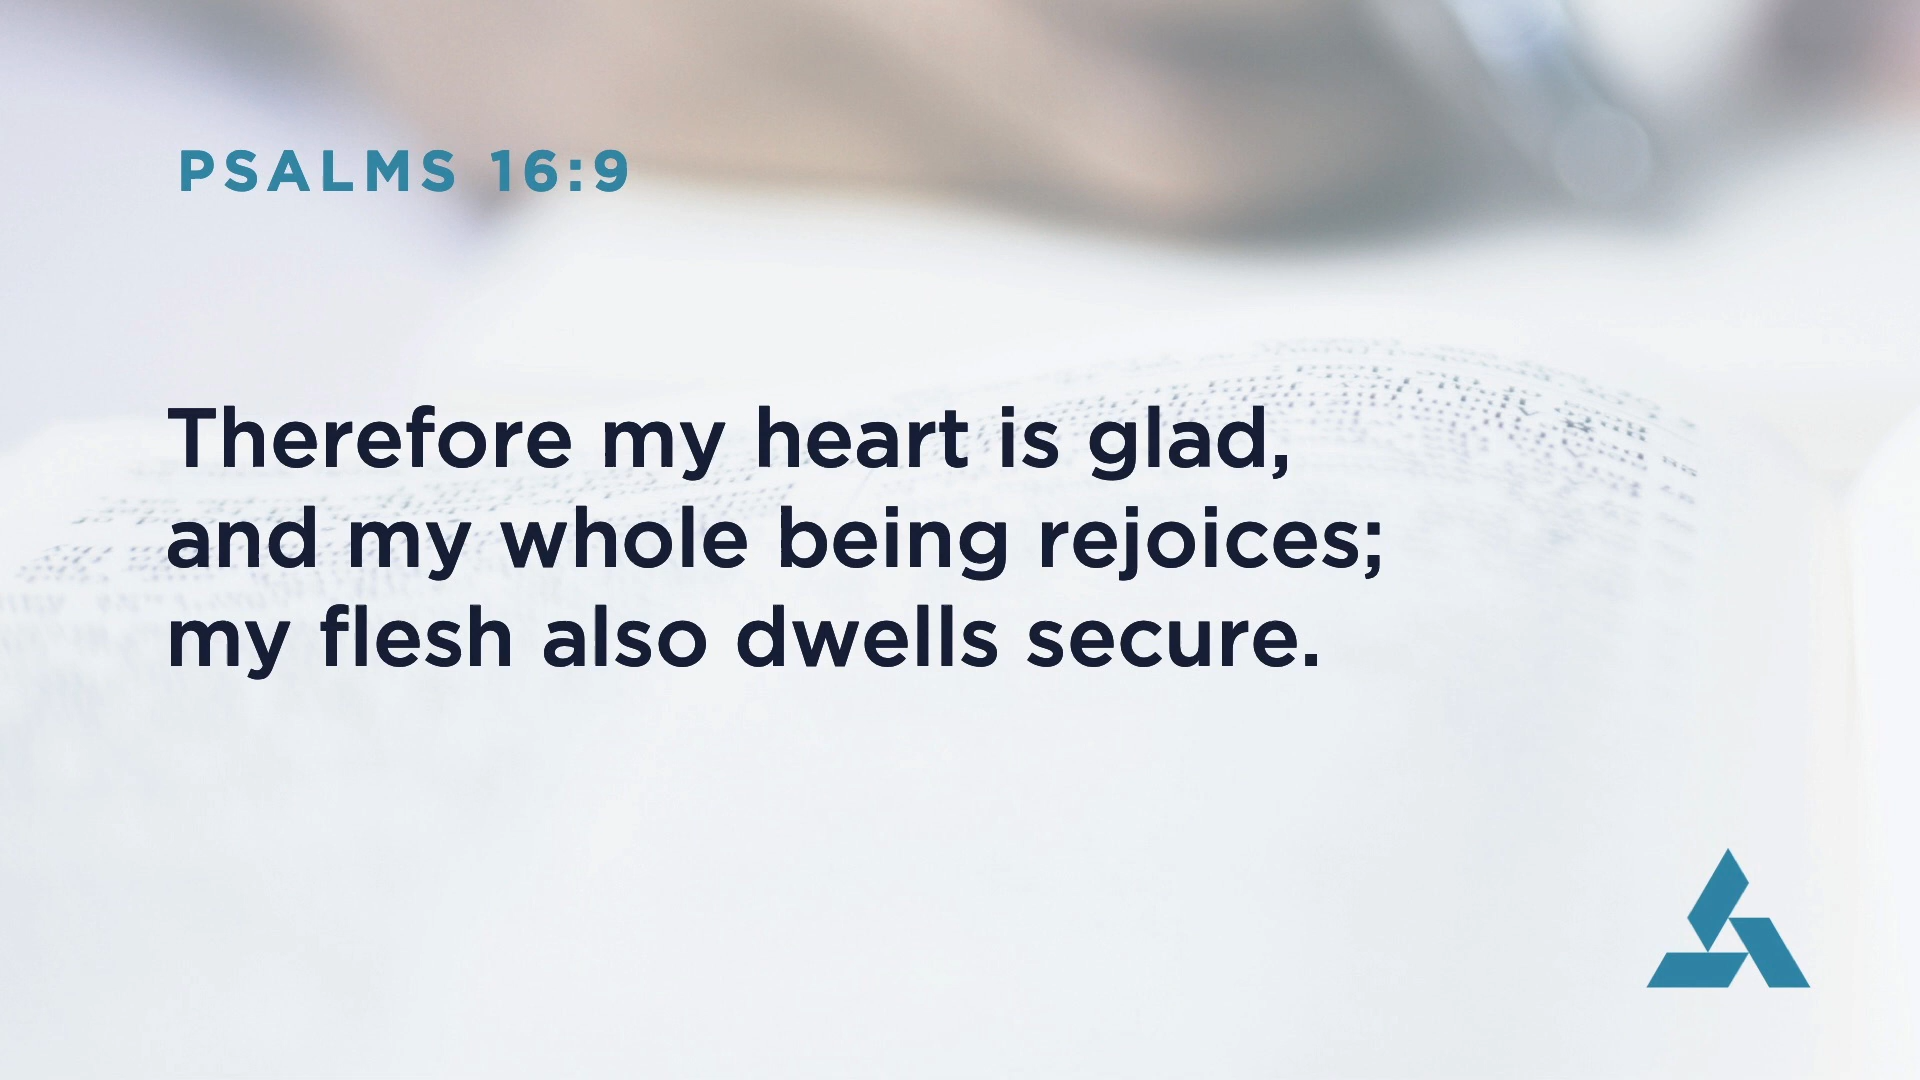 PSALMS 16:9
Therefore my heart is glad,
and my whole being rejoices;
my flesh also dwells secure.